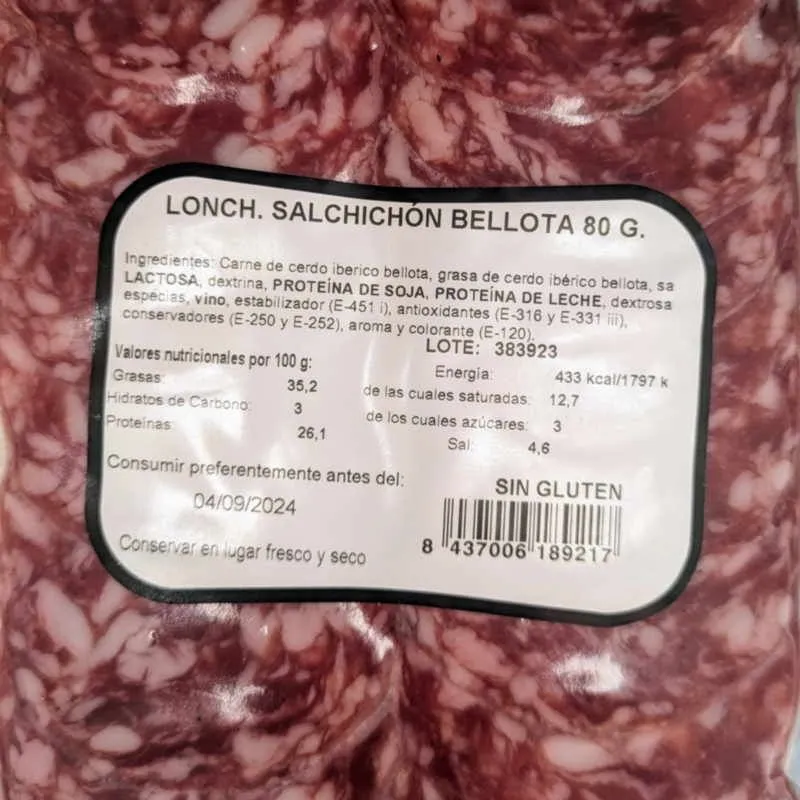 LONCH. SALCHICHÓN BELLOTA 80 G.
Ingredientes: Carne de cerdo iberico bellota, grasa de cerdo ibérico bellota, sa
LACTOSA, dextrina, PROTEÍNA DE SOJA, PROTEÍNA DE LECHE, dextrosa
especias, vino, estabilizador (E-451 i), antioxidantes (E-316 y E-331 iii),
conservadores (E-250 y E-252), aroma y colorante (E-120).
LOTE: 383923
Valores nutricionales por 100 g:
Energía: 433 kcal/1797 k
Grasas: 35,2 de las cuales saturadas: 12,7
Hidratos de Carbono: 3 de los cuales azúcares: 3
Proteínas: 26,1 Sal: 4,6
Consumir preferentemente antes del:
04/09/2024
SIN GLUTEN
Conservar en lugar fresco y seco
8 437006 189217